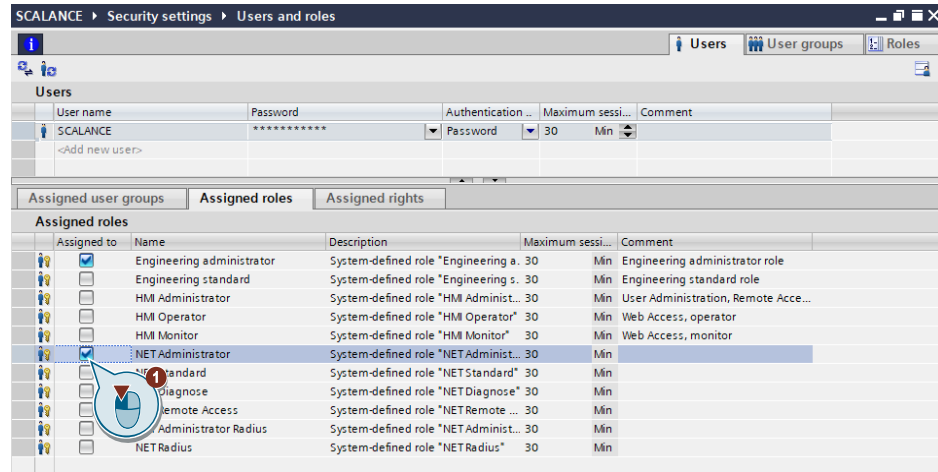 SCALANCE ▸ Security settings ▸ Users and roles
Users User groups Roles
Users
User name Password Authentication .. Maximum sessi... Comment
SCALANCE *********** Password 30 Min
<Add new user>
Assigned user groups Assigned roles Assigned rights
Assigned roles
Assigned to Name Description Maximum sessi... Comment
Engineering administrator System-defined role "Engineering a. 30 Min Engineering administrator role
Engineering standard System-defined role "Engineering s. 30 Min Engineering standard role
HMI Administrator System-defined role "HMI Administ... 30 Min User Administration, Remote Acce...
HMI Operator System-defined role "HMI Operator" 30 Min Web Access, operator
HMI Monitor System-defined role "HMI Monitor" 30 Min Web Access, monitor
NET Administrator System-defined role "NET Administ... 30 Min
System-defined role "NET Standard" 30 Min
1
System-defined role "NET Diagnose" 30 Min
Remote Access System-defined role "NET Remote ... 30 Min
Administrator Radius System-defined role "NET Administ... 30 Min
NET Radius System-defined role "NET Radius" 30 Min